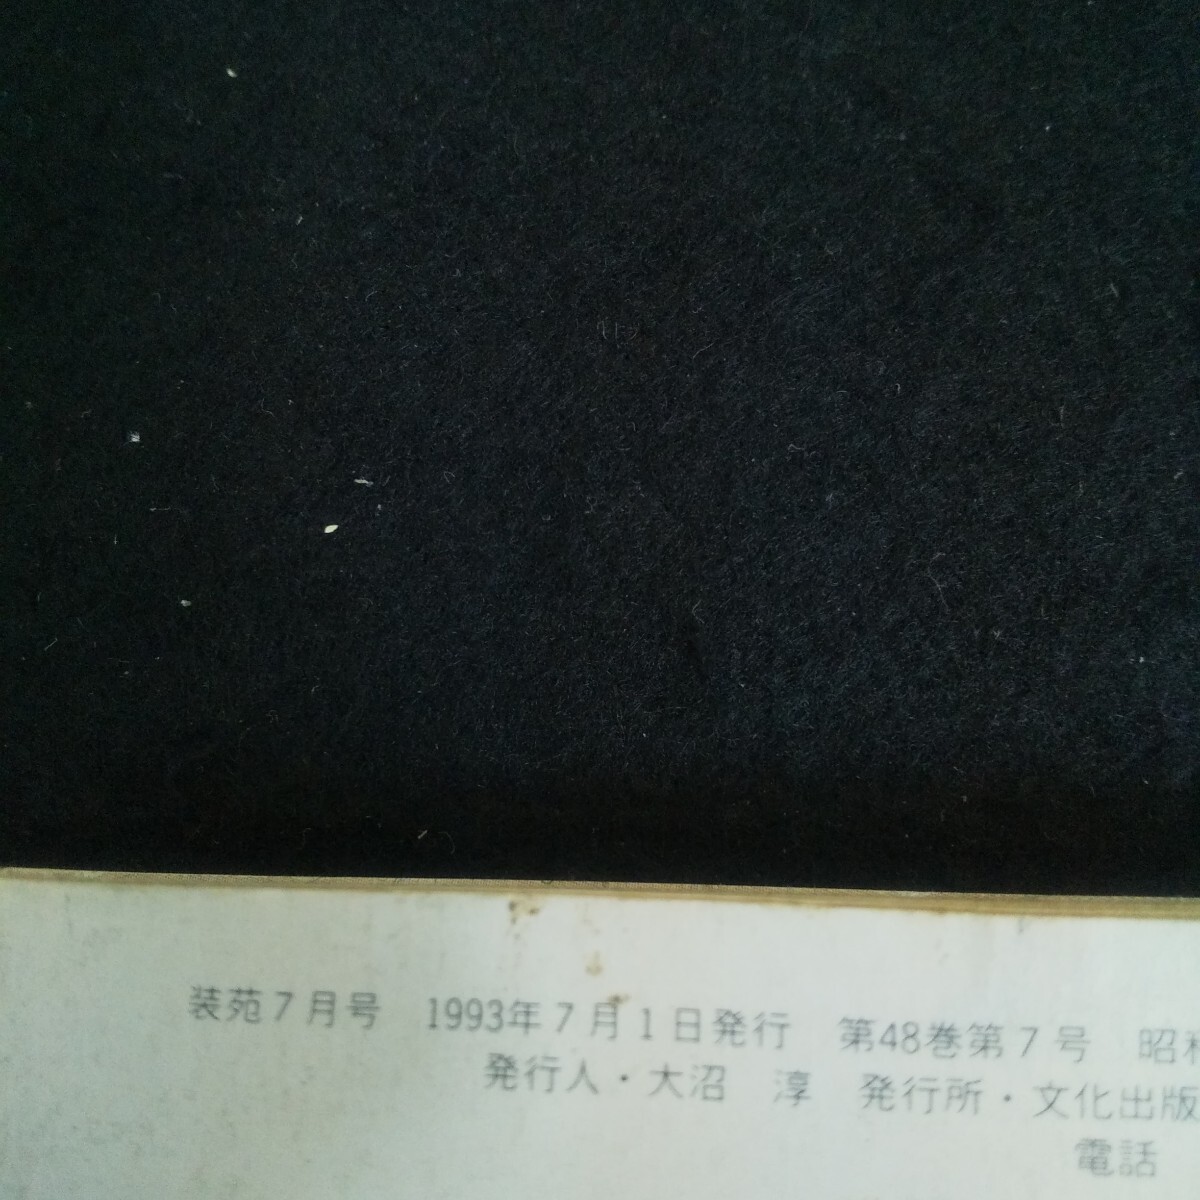 装苑7月号　1993年7月1日発行　第48巻第7号　昭和
発行人・大沼　淳　発行所・文化出版
電話